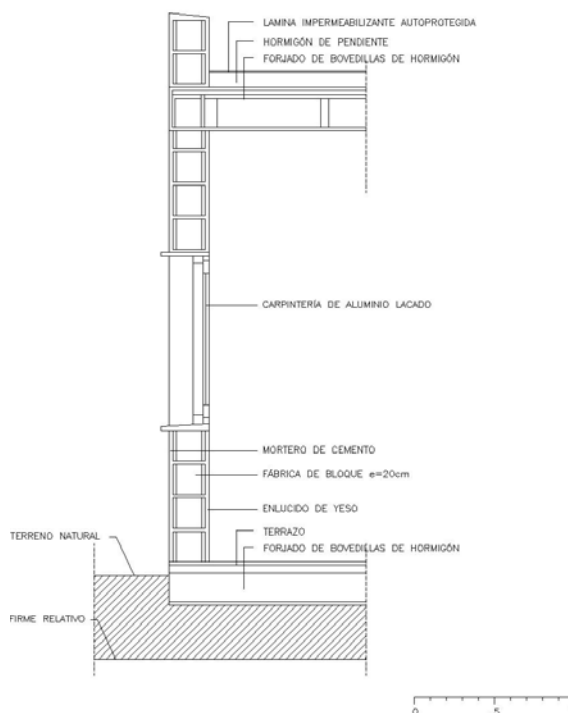 LAMINA IMPERMEABILIZANTE AUTOPROTEGIDA
HORMIGÓN DE PENDIENTE
FORJADO DE BOVEDILLAS DE HORMIGÓN
CARPINTERÍA DE ALUMINIO LACADO
MORTERO DE CEMENTO
FÁBRICA DE BLOQUE e=20cm
ENLUCIDO DE YESO
TERRAZO
TERRENO NATURAL
FORJADO DE BOVEDILLAS DE HORMIGÓN
FIRME RELATIVO
0 5